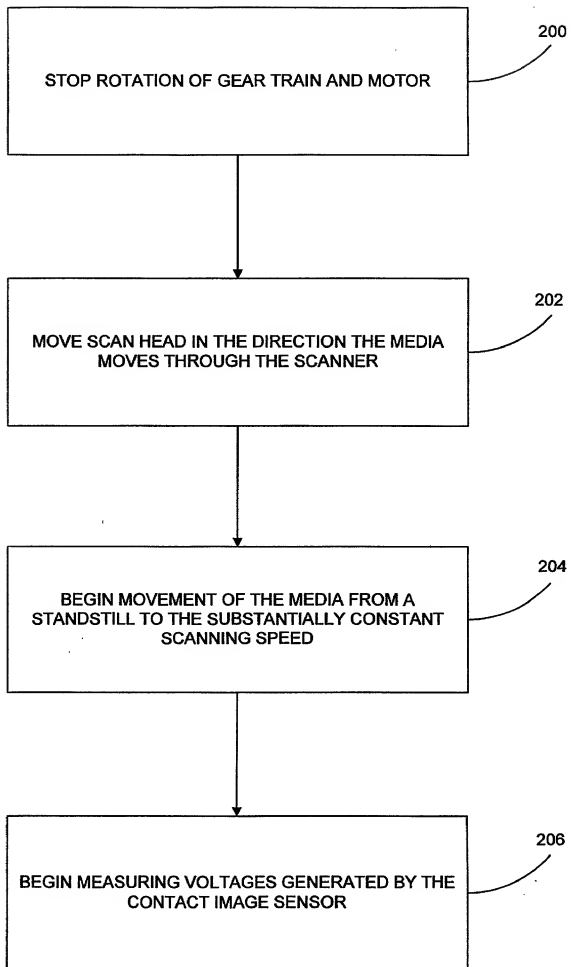 200
STOP ROTATION OF GEAR TRAIN AND MOTOR
202
MOVE SCAN HEAD IN THE DIRECTION THE MEDIA
MOVES THROUGH THE SCANNER
204
BEGIN MOVEMENT OF THE MEDIA FROM A
STANDSTILL TO THE SUBSTANTIALLY CONSTANT
SCANNING SPEED
206
BEGIN MEASURING VOLTAGES GENERATED BY THE
CONTACT IMAGE SENSOR